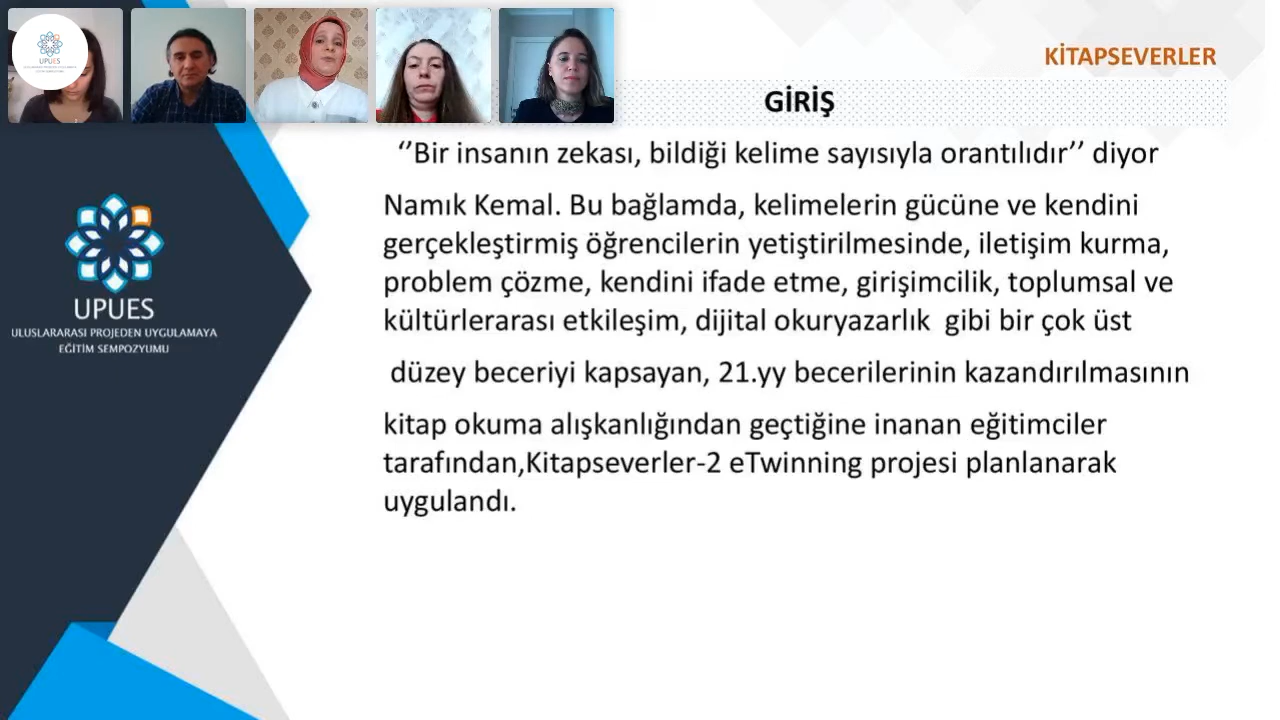 UPUES
KİTAPSEVERLER
GİRİŞ
‘’Bir insanın zekası, bildiği kelime sayısıyla orantılıdır’’ diyor
Namık Kemal. Bu bağlamda, kelimelerin gücüne ve kendini
gerçekleştirmiş öğrencilerin yetiştirilmesinde, iletişim kurma,
problem çözme, kendini ifade etme, girişimcilik, toplumsal ve
kültürlerarası etkileşim, dijital okuryazarlık  gibi bir çok üst
düzey beceriyi kapsayan, 21.yy becerilerinin kazandırılmasının
kitap okuma alışkanlığından geçtiğine inanan eğitimciler
tarafından,Kitapseverler-2 eTwinning projesi planlanarak
uygulandı.
UPUES
ULUSLARARASI PROJEDEN UYGULAMAYA
EĞİTİM SEMPOZYUMU